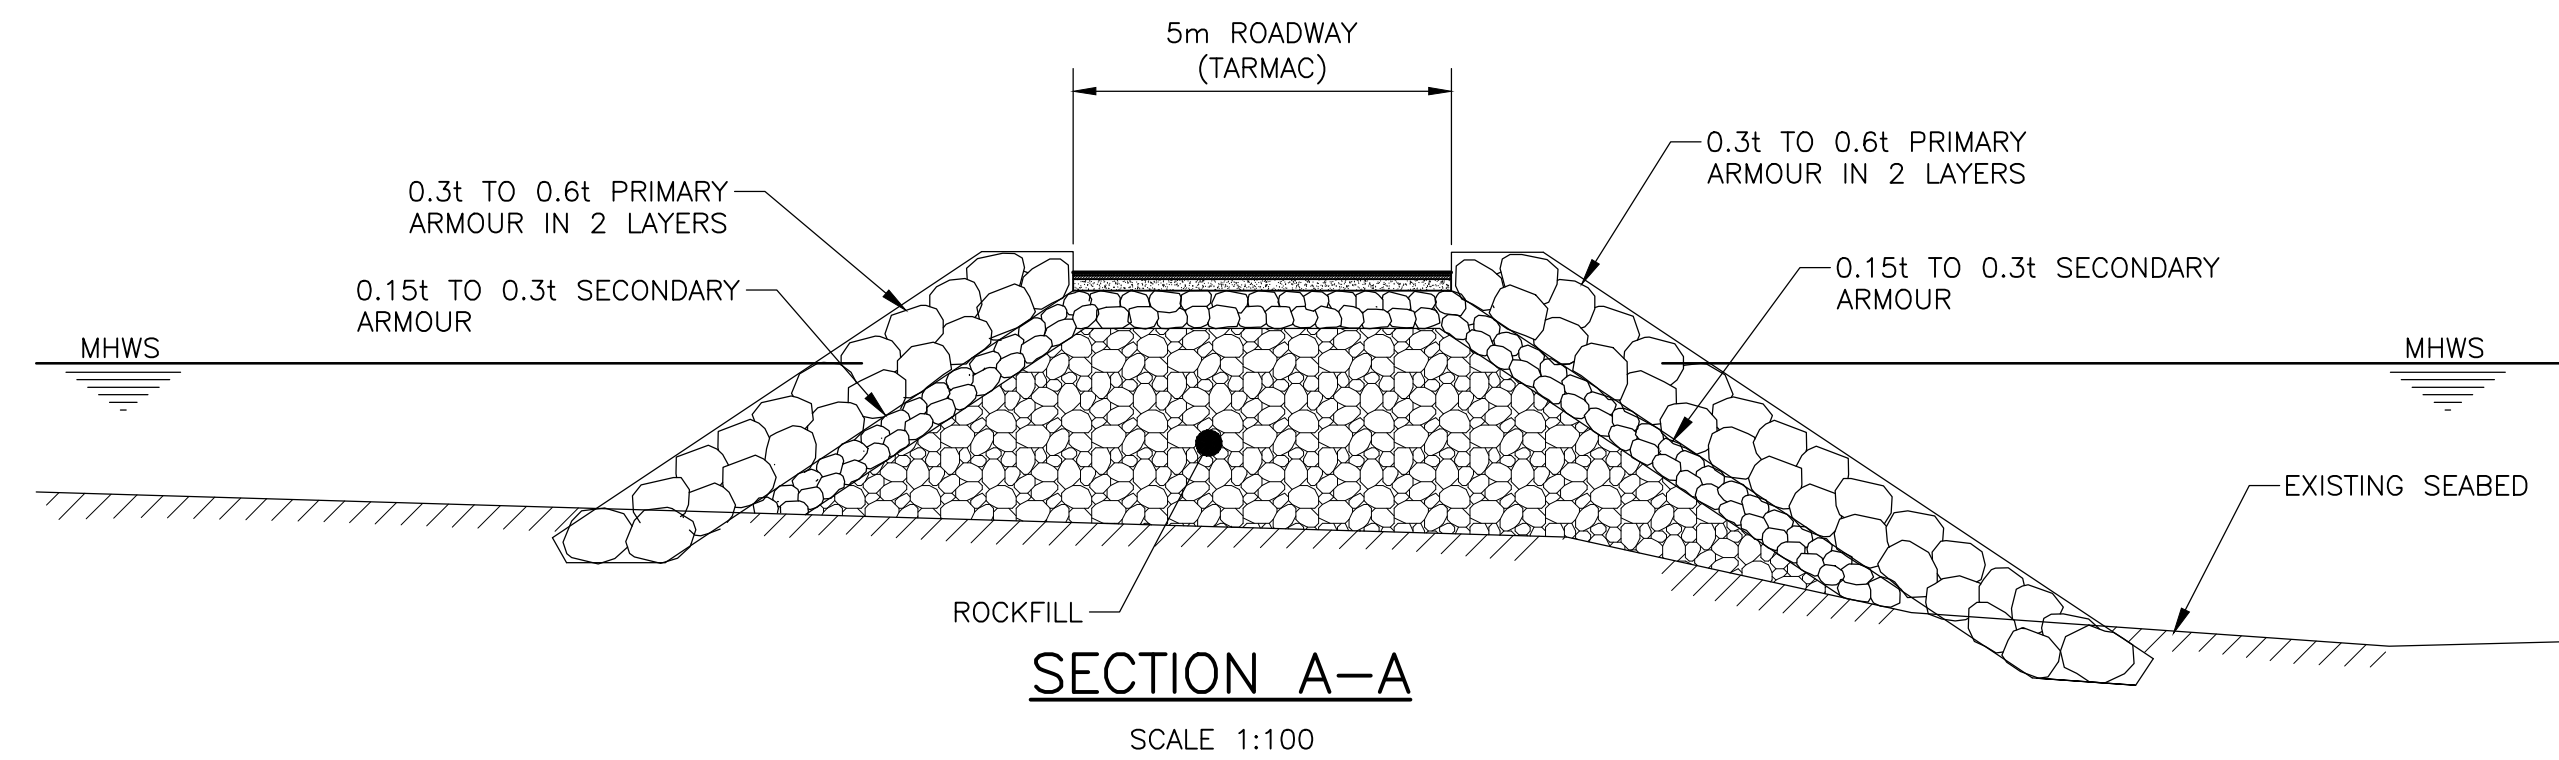 5m ROADWAY
(TARMAC)
0.3t TO 0.6t PRIMARY
ARMOUR IN 2 LAYERS
0.3t TO 0.6t PRIMARY
ARMOUR IN 2 LAYERS
0.15t TO 0.3t SECONDARY
ARMOUR
0.15t TO 0.3t SECONDARY
ARMOUR
MHWS
MHWS
EXISTING SEABED
ROCKFILL
SECTION A-A
SCALE 1:100